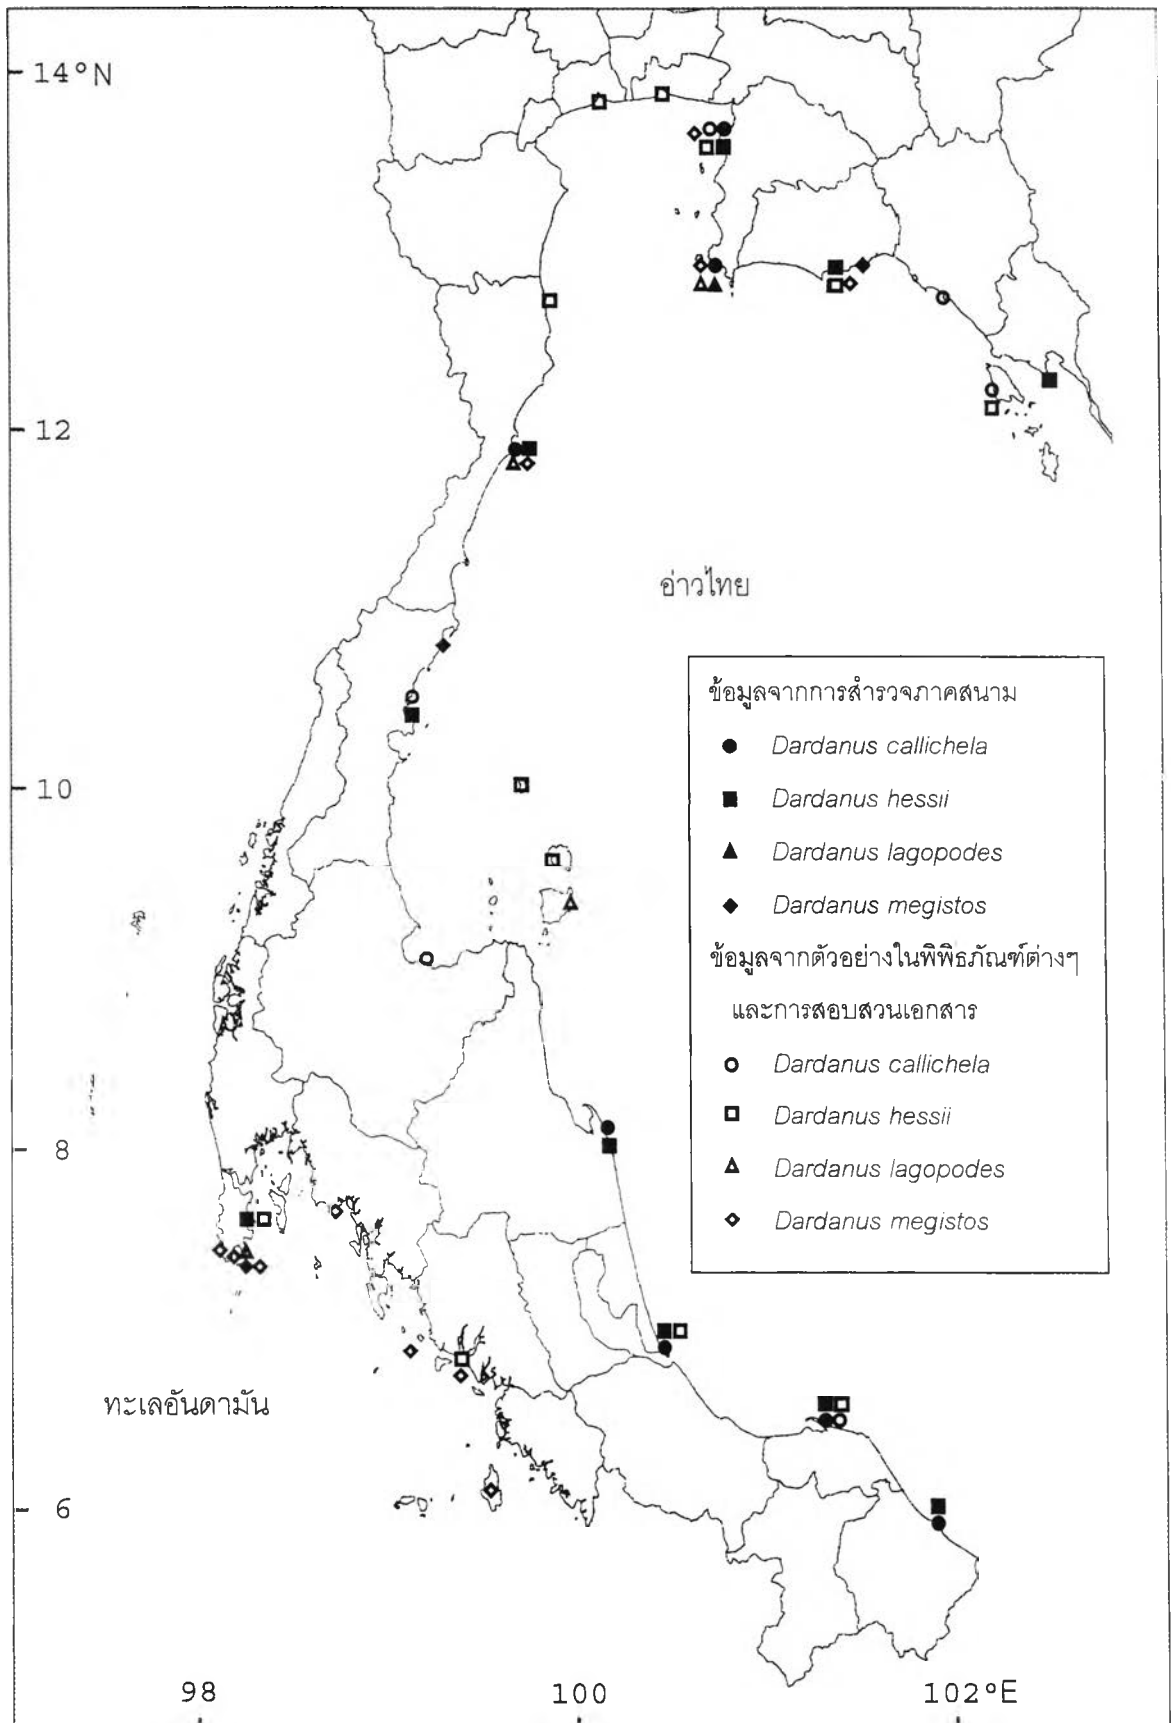 14°N
12
อ่าวไทย
ข้อมูลจากการสำรวจภาคสนาม
Dardanus callichela
Dardanus hessii
10
Dardanus lagopodes
Dardanus megistos
ข้อมูลจากตัวอย่างในพิพิธภัณฑ์ต่างๆ
และการสอบสวนเอกสาร
Dardanus callichela
Dardanus hessii
8
Dardanus lagopodes
Dardanus megistos
ทะเลอันดามัน
6
98 100 102°E